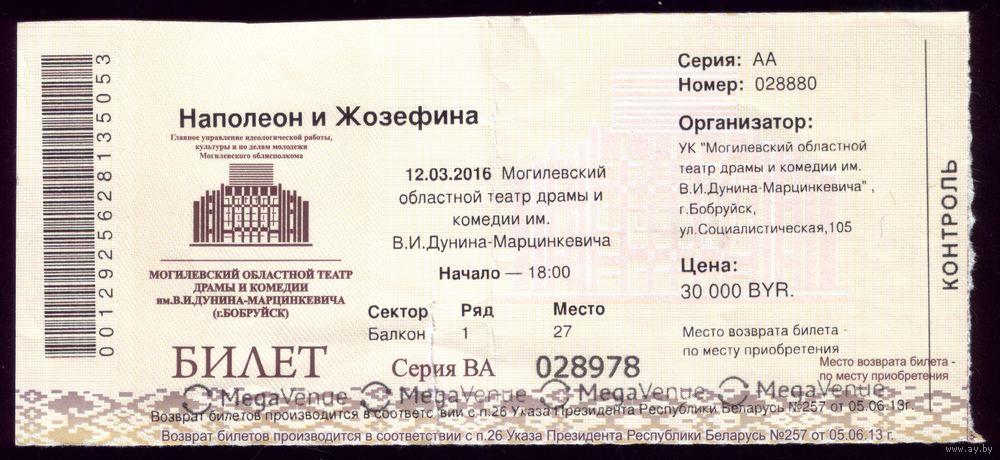 0012925628135053
Наполеон и Жозефина
Главное управление идеологической работы,
культуры и по делам молодежи
Могилевского облисполкома
МОГИЛЕВСКИЙ ОБЛАСТНОЙ ТЕАТР
ДРАМЫ И КОМЕДИИ
им.В.И.ДУНИНА-МАРЦИНКЕВИЧА
(г.БОБРУЙСК)
БИЛЕТ
12.03.2016 Могилевский
областной театр драмы и
комедии им.
В.И.Дунина-Марцинкевича
Начало — 18:00
Сектор Ряд Место
Балкон 1 27
Серия ВА 028978
Серия: АА
Номер: 028880
Организатор:
УК "Могилевский областной
театр драмы и комедии им.
В.И.Дунина-Марцинкевича" ,
г.Бобруйск,
ул.Социалистическая,105
Цена:
30 000 BYR.
Место возврата билета -
по месту приобретения
Место возврата билета -
по месту приобретения
КОНТРОЛЬ
MegaVenue MegaVenue MegaVenue MegaVenue
Возврат билетов производится в соответствии с п.26 Указа Президента Республики Беларусь №257 от 05.06.13г.
Возврат билетов производится в соответствии с п.26 Указа Президента Республики Беларусь №257 от 05.06.13 г.
www.ay.by